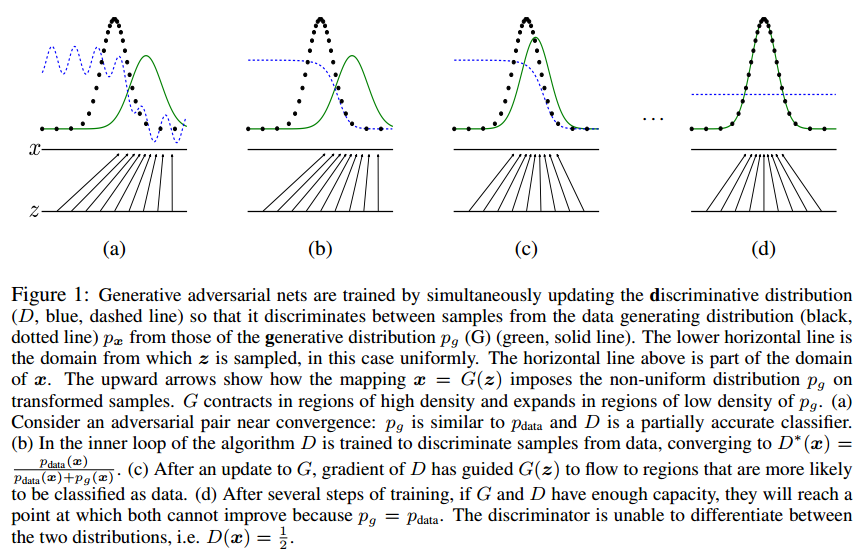 ...
x
z
(a)
(b)
(c)
(d)
Figure 1: Generative adversarial nets are trained by simultaneously updating the discriminative distribution
(D, blue, dashed line) so that it discriminates between samples from the data generating distribution (black,
dotted line) pₓ from those of the generative distribution p_g (G) (green, solid line). The lower horizontal line is
the domain from which z is sampled, in this case uniformly. The horizontal line above is part of the domain
of x. The upward arrows show how the mapping x = G(z) imposes the non-uniform distribution p_g on
transformed samples. G contracts in regions of high density and expands in regions of low density of p_g. (a)
Consider an adversarial pair near convergence: p_g is similar to p_data and D is a partially accurate classifier.
(b) In the inner loop of the algorithm D is trained to discriminate samples from data, converging to D*(x) =
p_data(x) / (p_data(x)+p_g(x)). (c) After an update to G, gradient of D has guided G(z) to flow to regions that are more likely
to be classified as data. (d) After several steps of training, if G and D have enough capacity, they will reach a
point at which both cannot improve because p_g = p_data. The discriminator is unable to differentiate between
the two distributions, i.e. D(x) = 1/2.